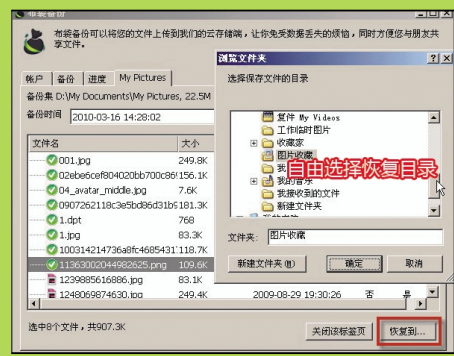 布袋备份
布袋备份可以将您的文件上传到我们的云存储端，让你免受数据丢失的烦恼，同时方便您与朋友共
享文件。
帐户 备份 进度 My Pictures
备份集 D:\My Documents\My Pictures, 22.5M
备份时间 2010-03-16 14:28:02
文件名 大小
001.jpg 249.8K
02ebe6cef804020bb700c86 156.1K
04_avatar_middle.jpg 7.6K
0907262118c3e5bd86d31b9 181.3K
1.dpt 768
1.jpg 83.3K
100314214736a8fc4685431 118.7K
11363002044982625.png 109.6K
1239885616886.jpg 83.1K
1248069874630.jpg 249.4K 2009-08-29 19:30:26 否 是
选中8个文件，共907.3K
关闭该标签页 恢复到...
浏览文件夹
选择保存文件的目录
复件 My Videos
工作临时图片
收藏家
图片收藏
我
我的音乐
我接收到的文件
新建文件夹
自由选择恢复目录
文件夹: 图片收藏
新建文件夹(M) 确定 取消